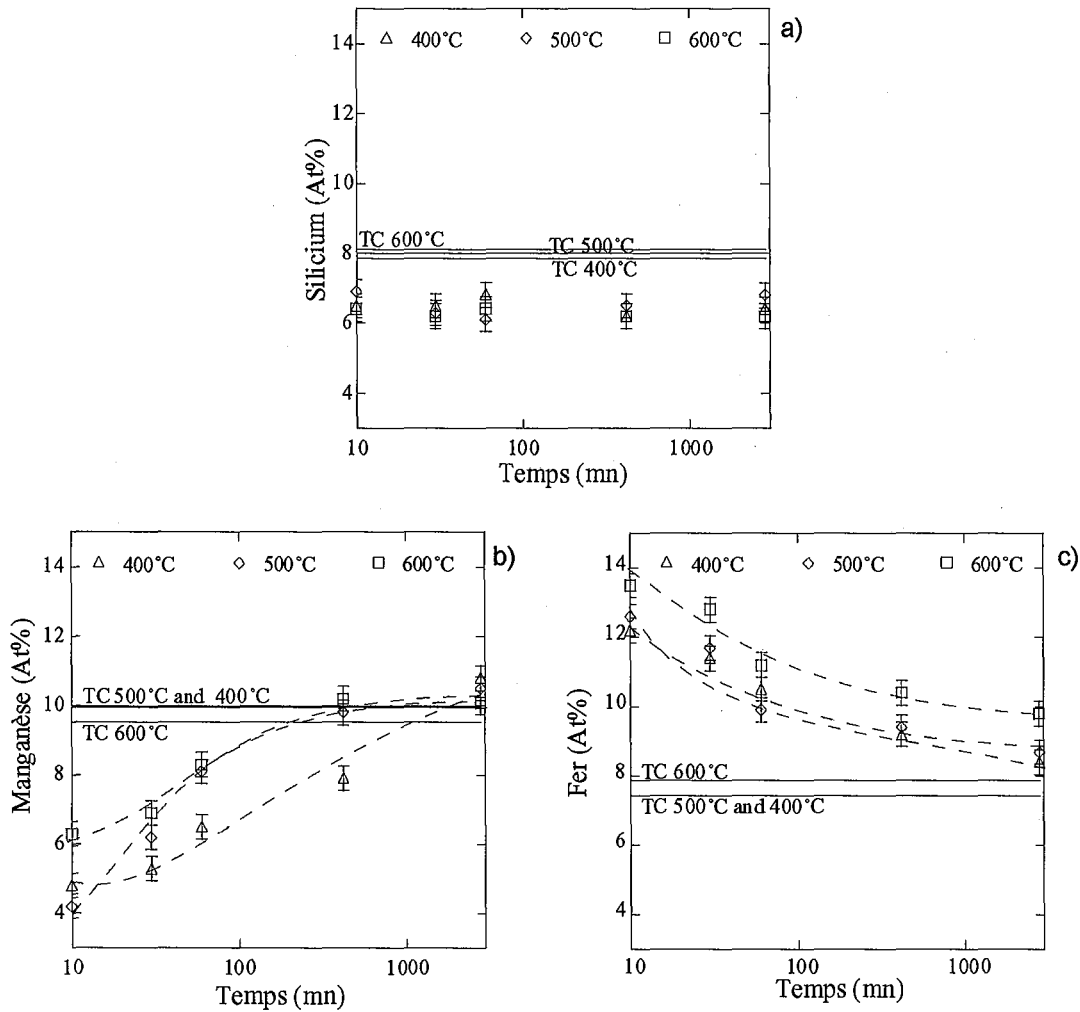 a)
400°C 500°C 600°C
14
12
10
8
6
4
Silicium (At%)
TC 600°C TC 500°C
TC 400°C
10 100 1000
Temps (mn)
b)
400°C 500°C 600°C
14
12
10
8
6
4
Manganèse (At%)
TC 500°C and 400°C
TC 600°C
10 100 1000
Temps (mn)
c)
400°C 500°C 600°C
14
12
10
8
6
4
Fer (At%)
TC 600°C
TC 500°C and 400°C
10 100 1000
Temps (mn)